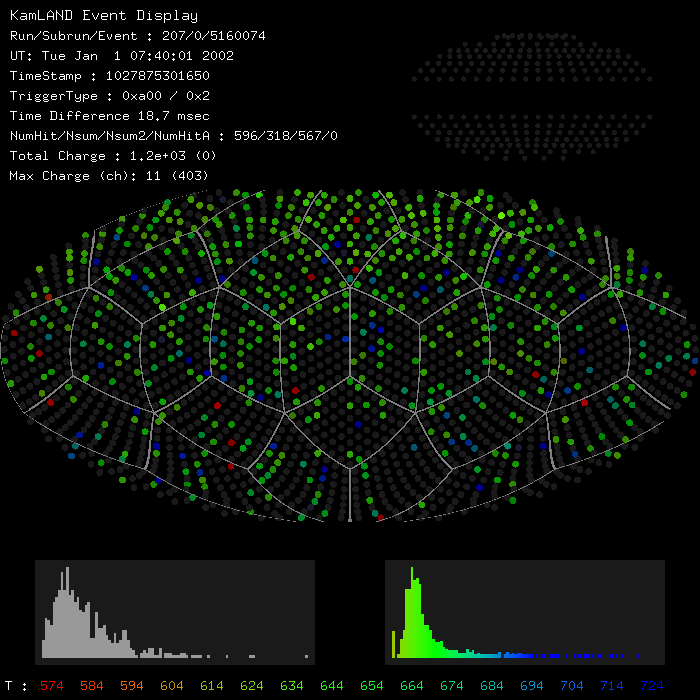 KamLAND Event Display
Run/Subrun/Event : 207/0/5160074
UT: Tue Jan 1 07:40:01 2002
TimeStamp : 1027875301650
TriggerType : 0xa00 / 0x2
Time Difference 18.7 msec
NumHit/Nsum/Nsum2/NumHitA : 596/318/567/0
Total Charge : 1.2e+03 (0)
Max Charge (ch): 11 (403)
T : 574 584 594 604 614 624 634 644 654 664 674 684 694 704 714 724